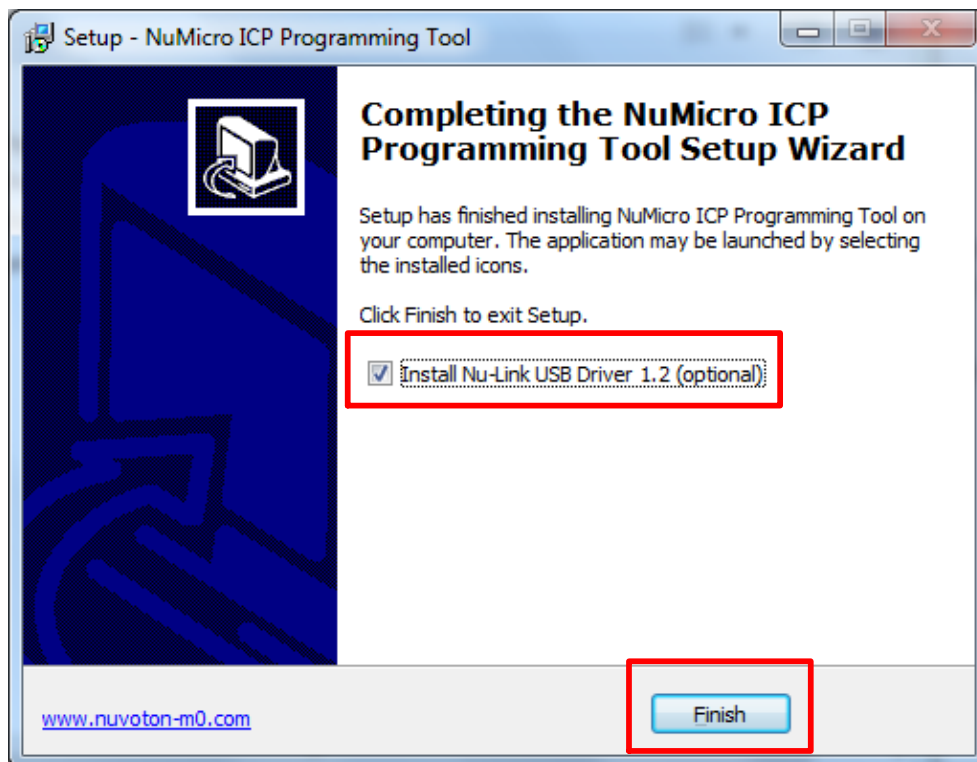 Setup - NuMicro ICP Programming Tool
Completing the NuMicro ICP
Programming Tool Setup Wizard
Setup has finished installing NuMicro ICP Programming Tool on
your computer. The application may be launched by selecting
the installed icons.
Click Finish to exit Setup.
Install Nu-Link USB Driver 1.2 (optional)
www.nuvoton-m0.com
Finish